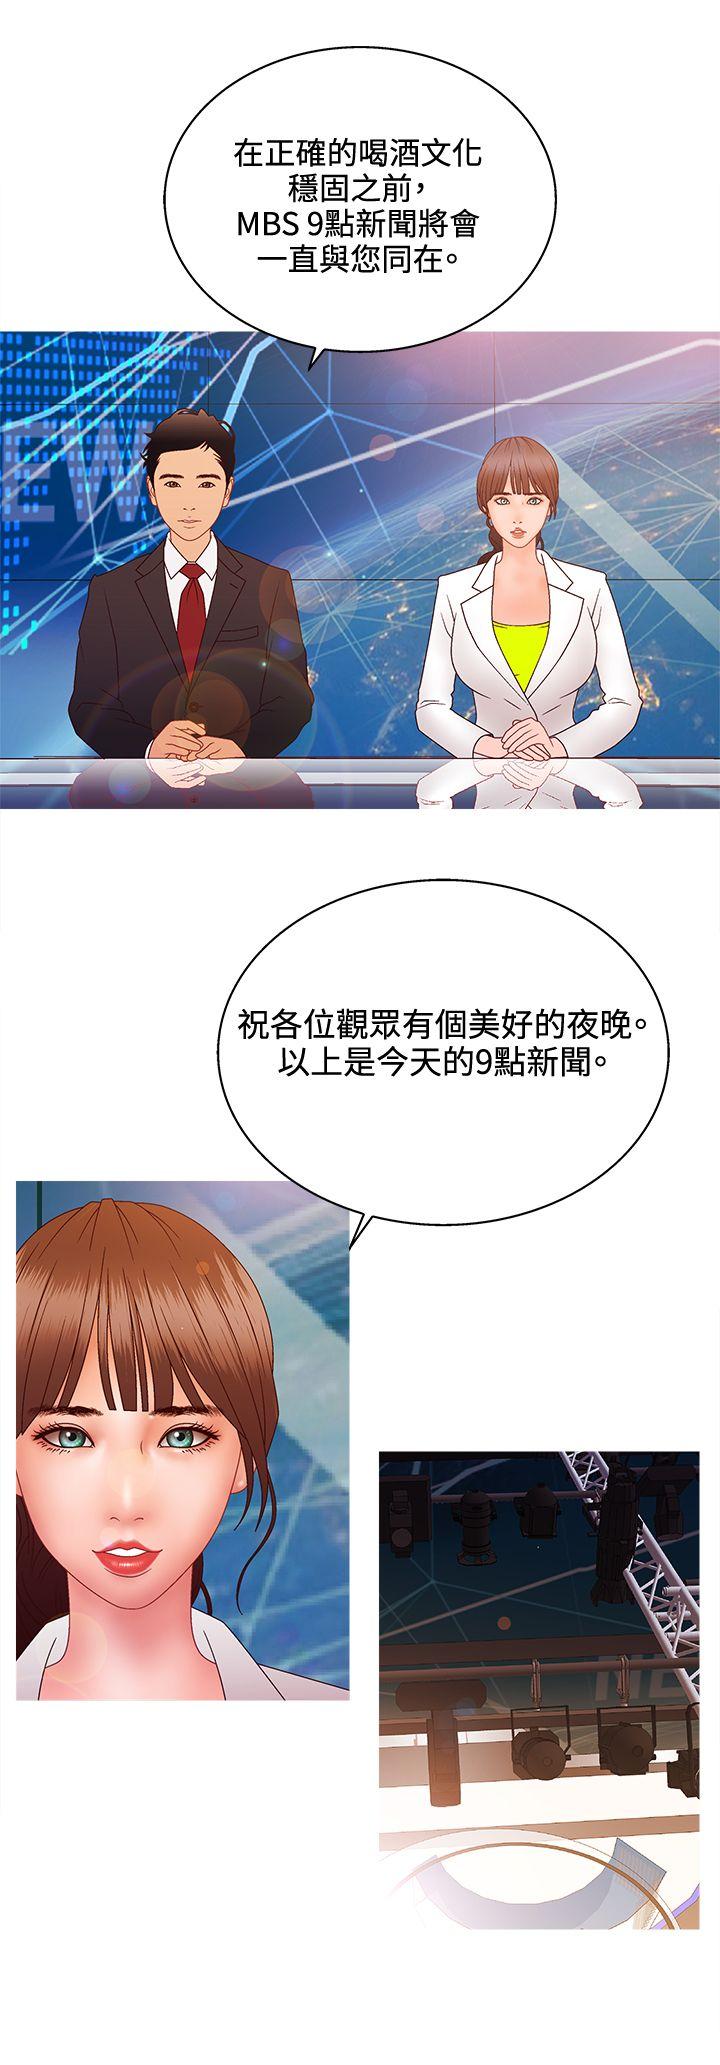 在正確的喝酒文化
穩固之前，
MBS 9點新聞將會
一直與您同在。
EW
祝各位觀眾有個美好的夜晚。
以上是今天的9點新聞。
NE